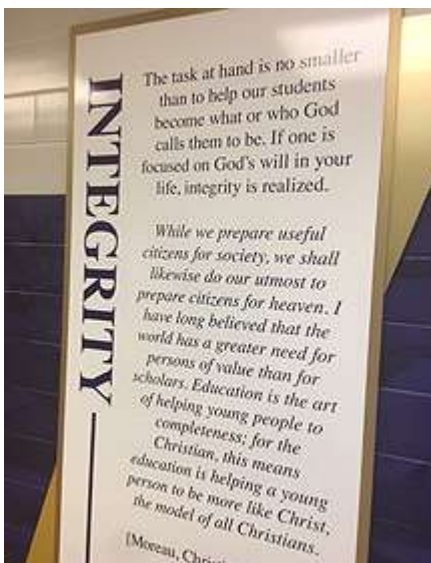 INTEGRITY
The task at hand is no smaller
than to help our students
become what or who God
calls them to be. If one is
focused on God's will in your
life, integrity is realized.
While we prepare useful
citizens for society, we shall
likewise do our utmost to
prepare citizens for heaven. I
have long believed that the
world has a greater need for
persons of value than for
scholars. Education is the art
of helping young people to
completeness; for the
Christian, this means
education is helping a young
person to be more like Christ,
the model of all Christians.
[Moreau,